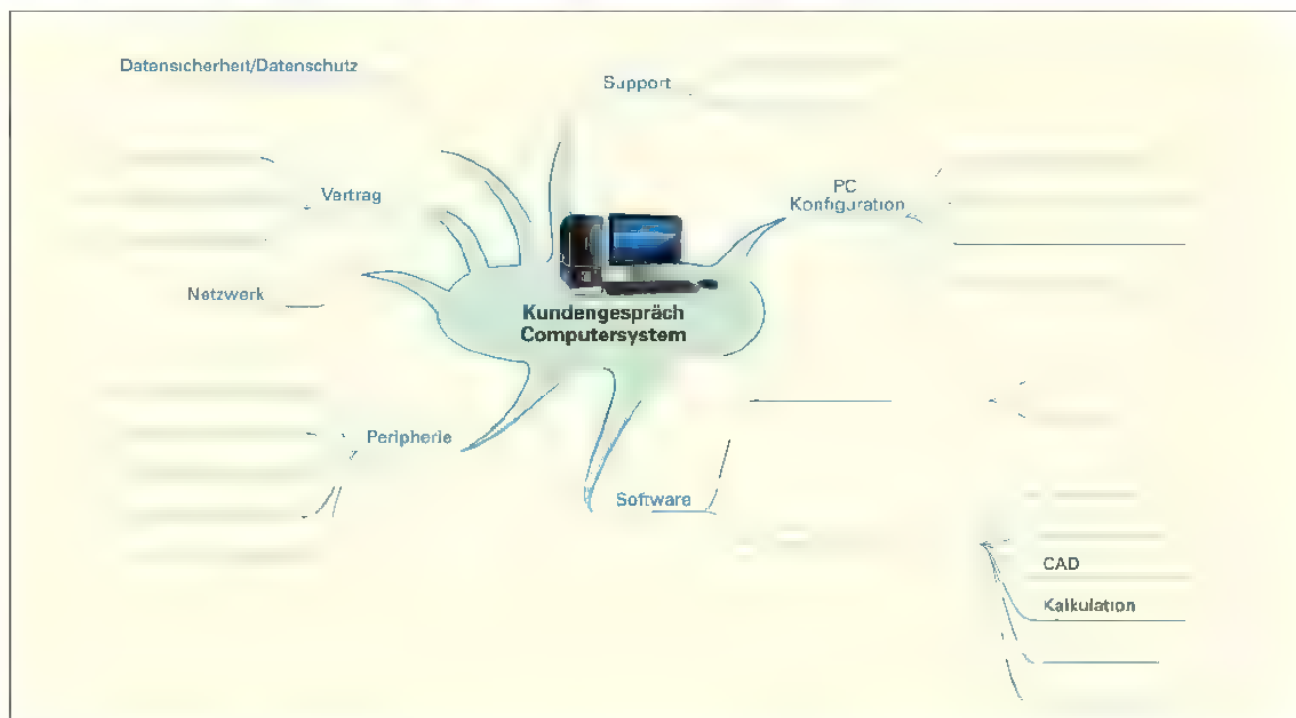 Datensicherheit/Datenschutz
Support
Vertrag
PC
Konfiguration
Netzwerk
Kundengespräch
Computersystem
Peripherie
Software
CAD
Kalkulation